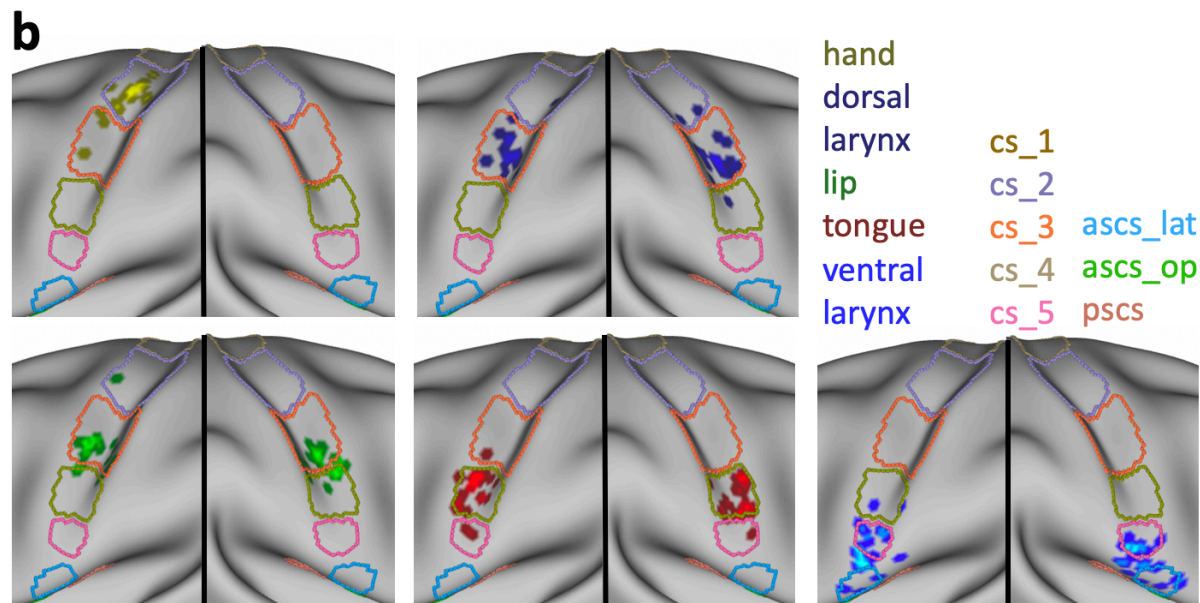 b
hand
dorsal
larynx cs_1
lip cs_2
tongue cs_3 ascs_lat
ventral cs_4 ascs_op
larynx cs_5 pscs